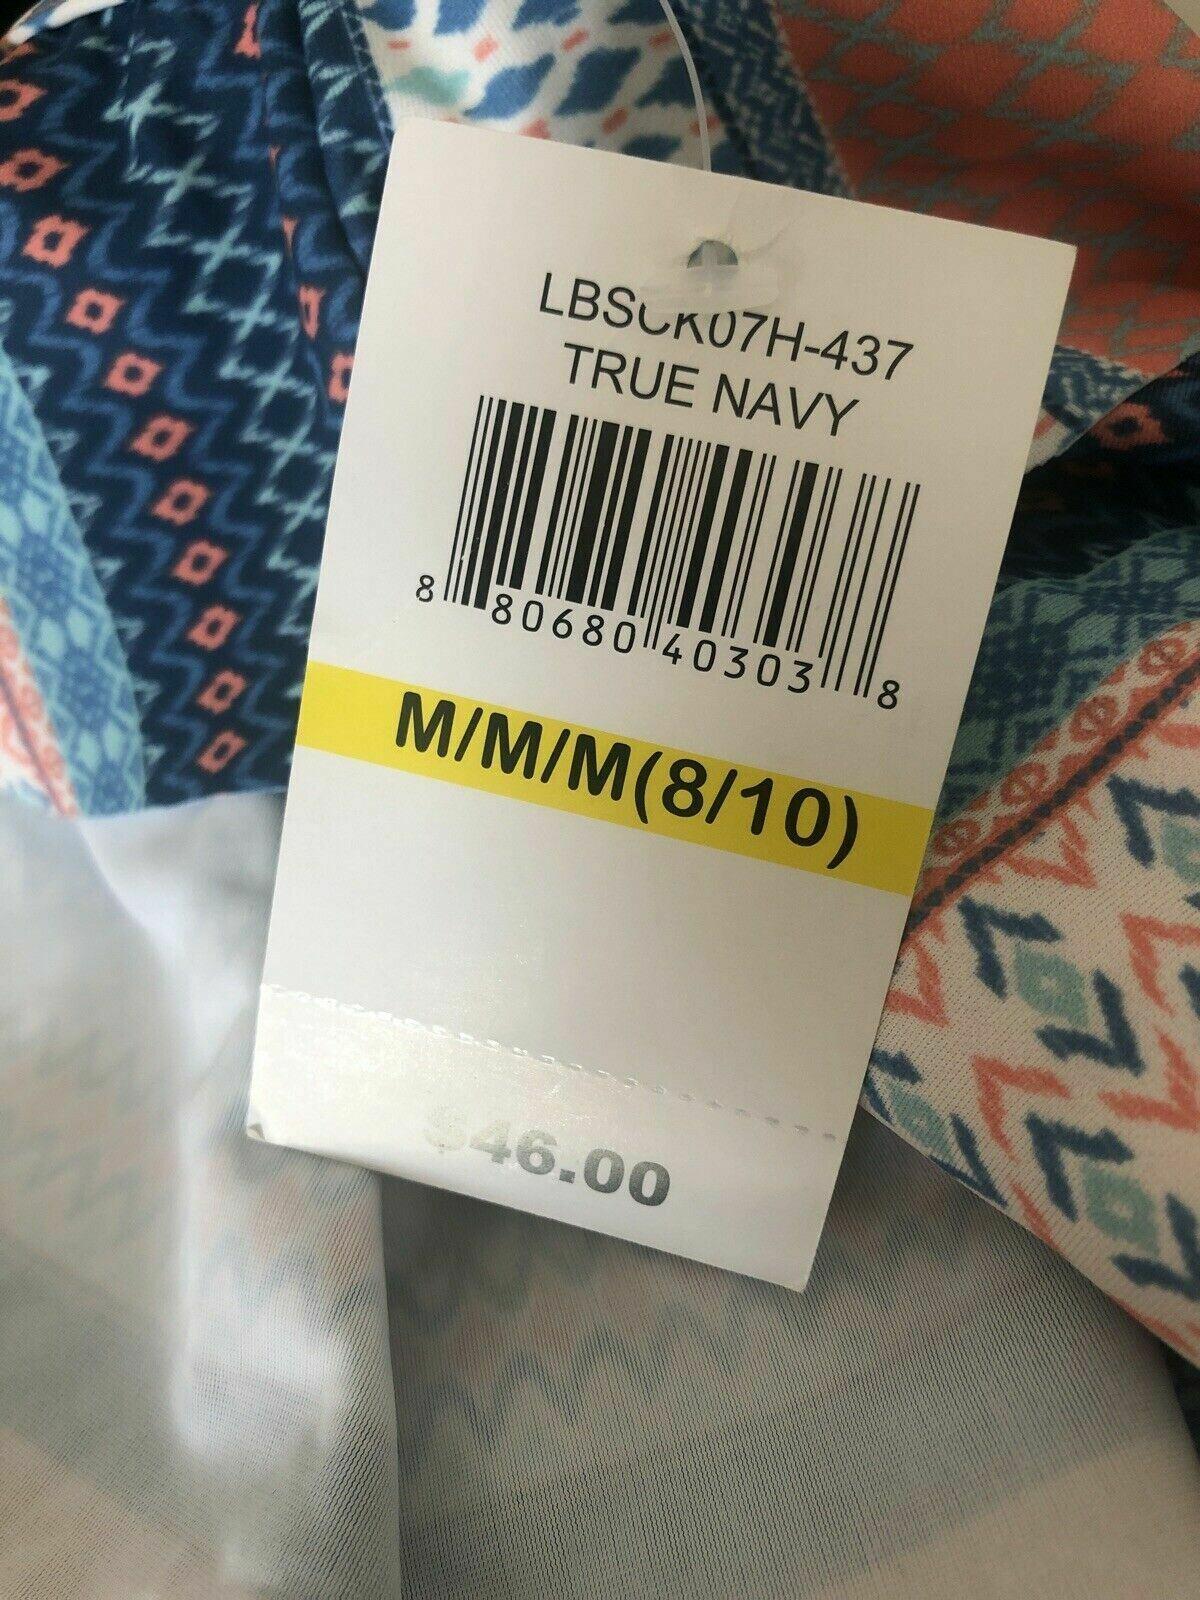 LBSCK07H-437
TRUE NAVY
8 80680 40303 8
M/M/M(8/10)
$46.00